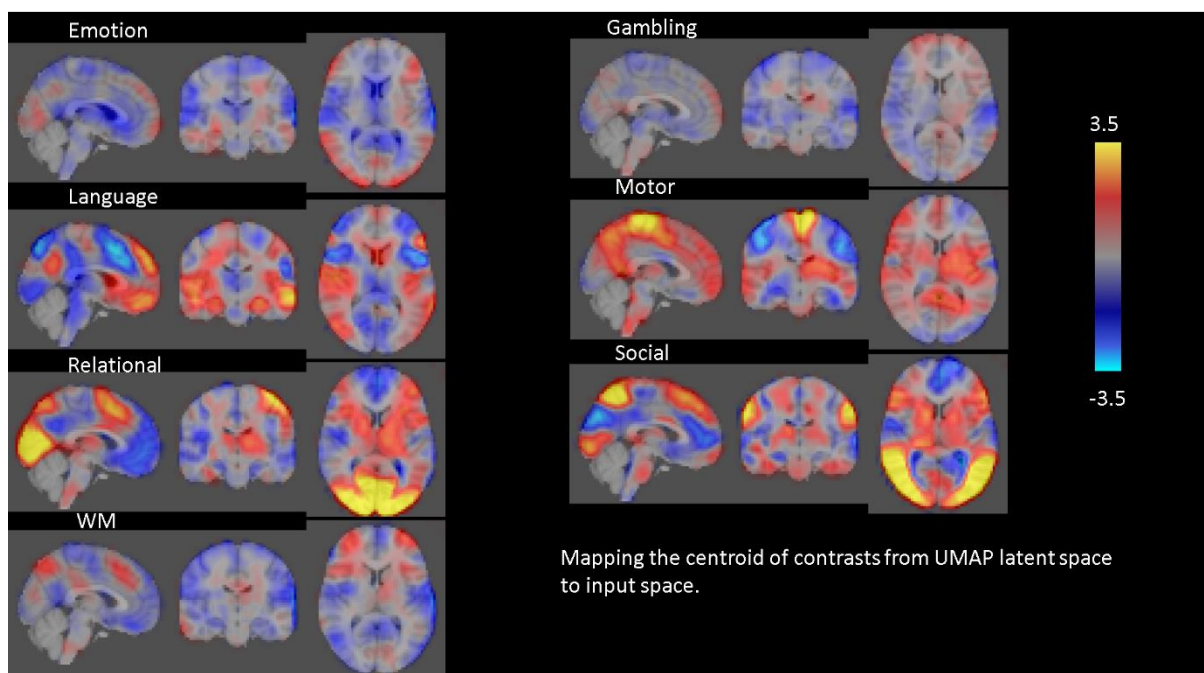 Emotion
Gambling
3.5
Language
Motor
Relational
Social
-3.5
WM
Mapping the centroid of contrasts from UMAP latent space
to input space.